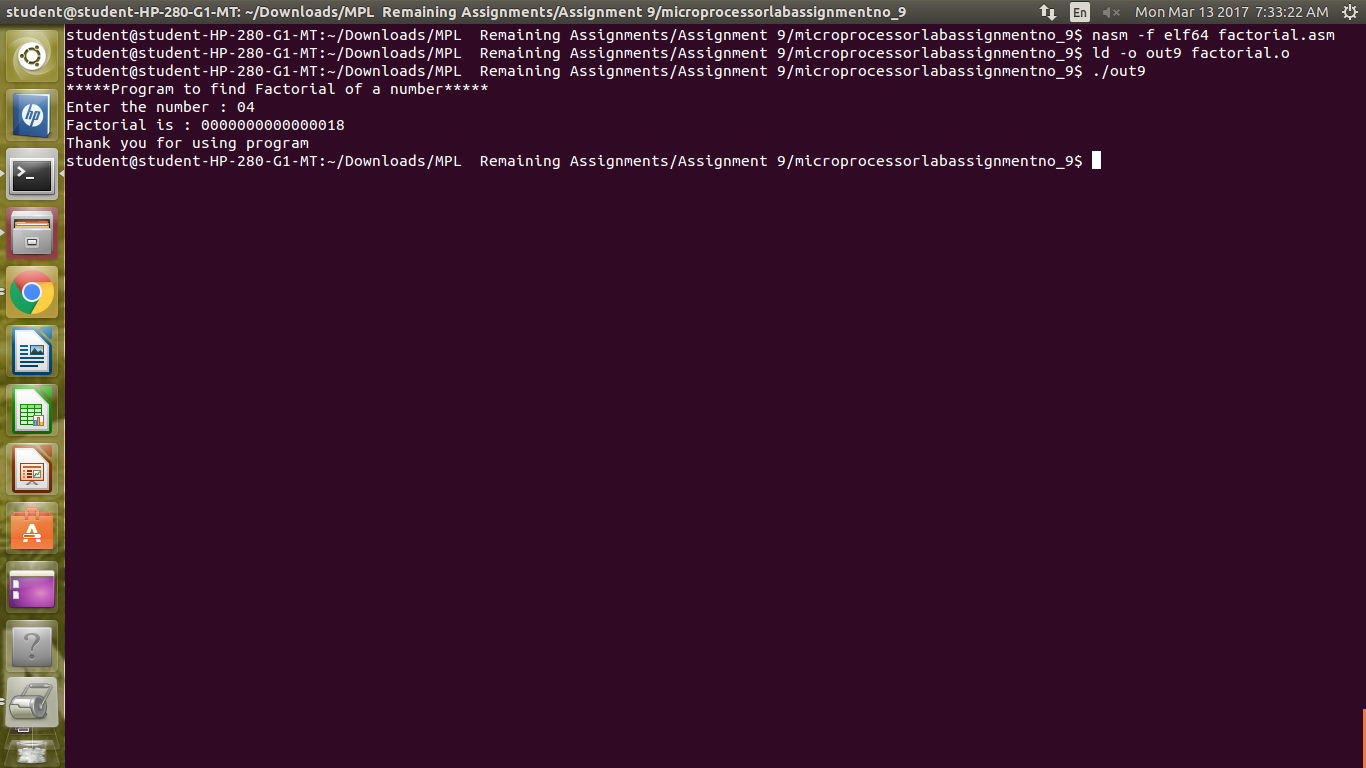 student@student-HP-280-G1-MT: ~/Downloads/MPL  Remaining Assignments/Assignment 9/microprocessorlabassignmentno_9 En Mon Mar 13 2017  7:33:22 AM
student@student-HP-280-G1-MT:~/Downloads/MPL  Remaining Assignments/Assignment 9/microprocessorlabassignmentno_9$ nasm -f elf64 factorial.asm
student@student-HP-280-G1-MT:~/Downloads/MPL  Remaining Assignments/Assignment 9/microprocessorlabassignmentno_9$ ld -o out9 factorial.o
student@student-HP-280-G1-MT:~/Downloads/MPL  Remaining Assignments/Assignment 9/microprocessorlabassignmentno_9$ ./out9
*****Program to find Factorial of a number*****
Enter the number : 04
Factorial is : 0000000000000018
Thank you for using program
student@student-HP-280-G1-MT:~/Downloads/MPL  Remaining Assignments/Assignment 9/microprocessorlabassignmentno_9$
hp